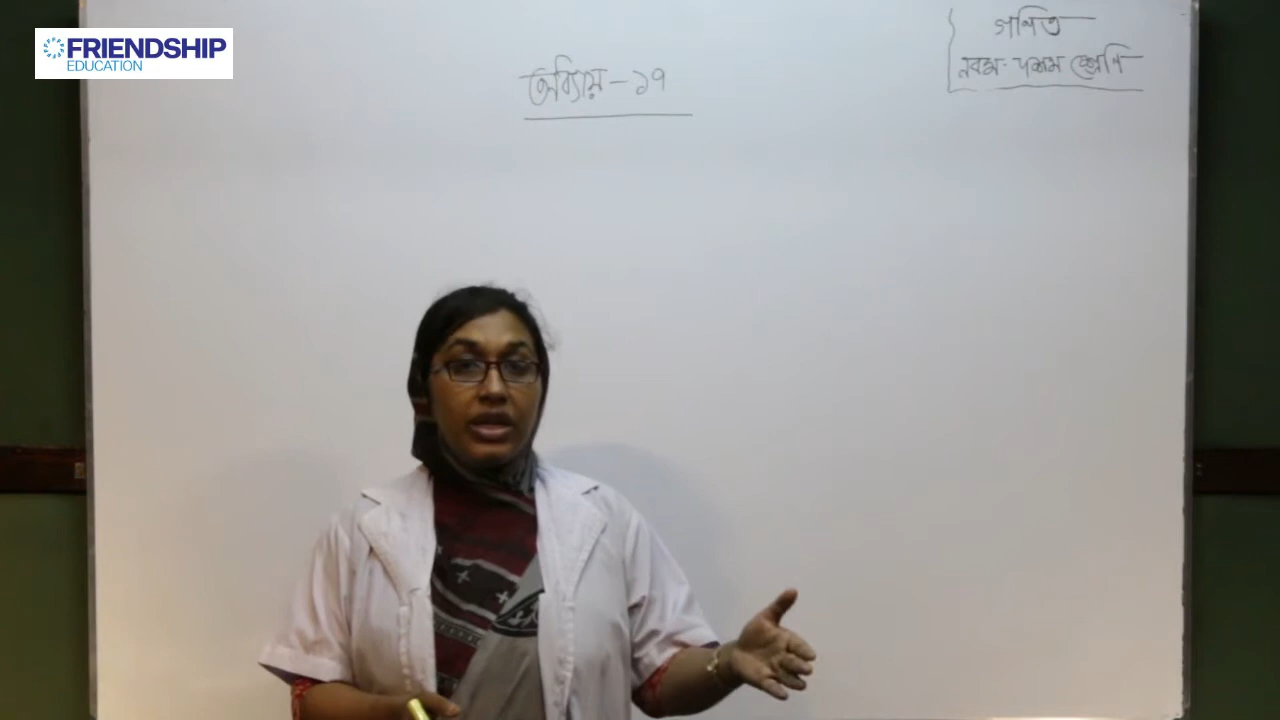 FRIENDSHIP
EDUCATION
গণিত
নবম-দশম শ্রেণি
অধ্যায় – ১৭